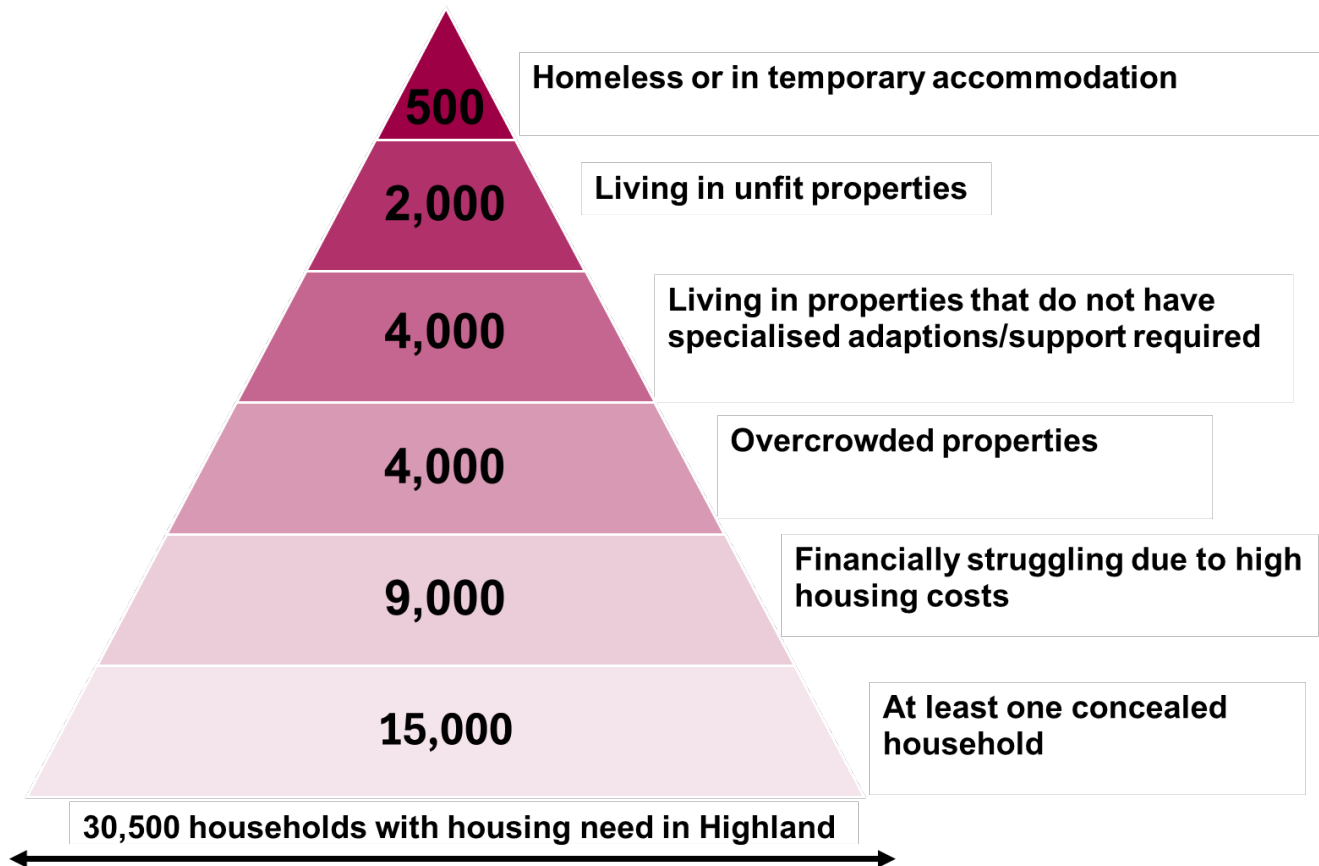 500
Homeless or in temporary accommodation
2,000
Living in unfit properties
4,000
Living in properties that do not have
specialised adaptions/support required
4,000
Overcrowded properties
9,000
Financially struggling due to high
housing costs
15,000
At least one concealed
household
30,500 households with housing need in Highland